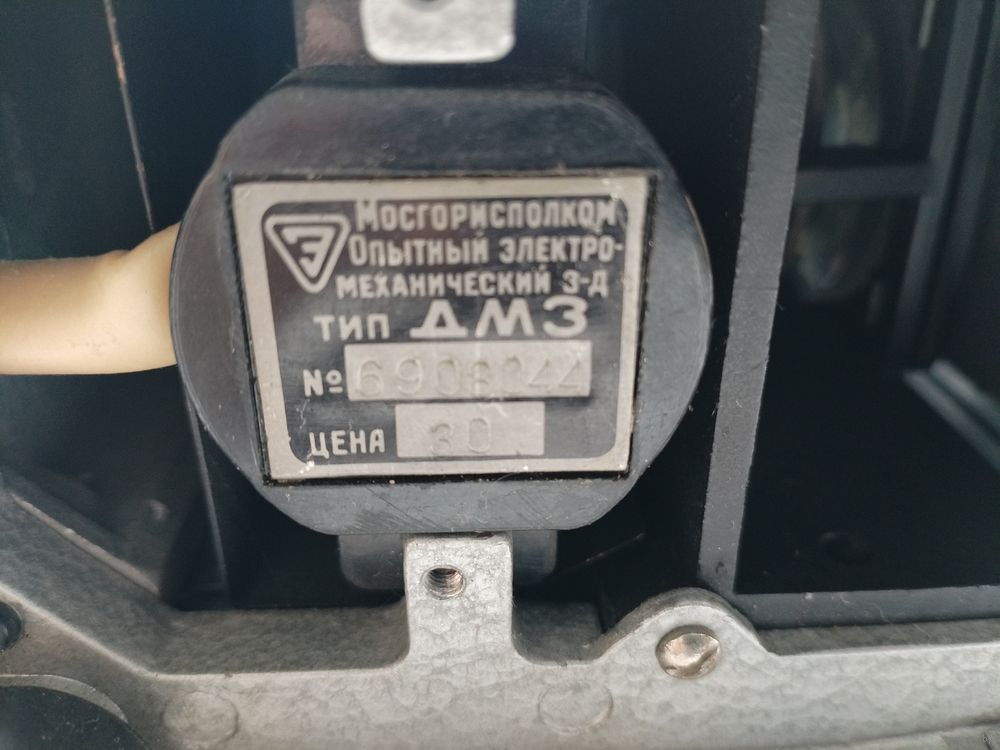 Э
Мосгорисполком
Опытный электро-
механический з-д
тип ДМЗ
№ 6908044
цена 30